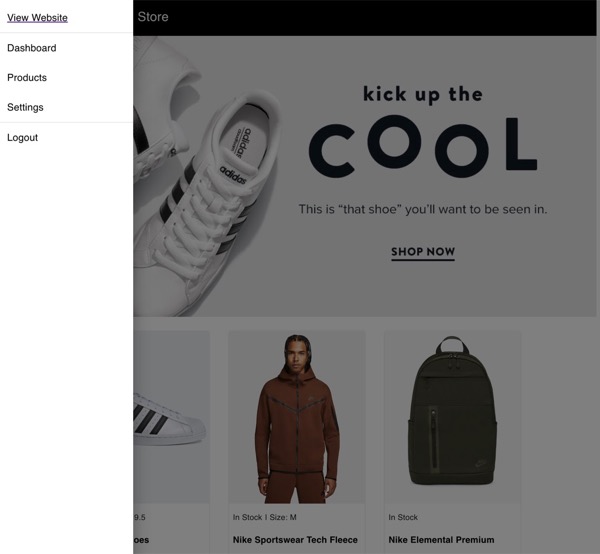 View Website
Store
Dashboard
Products
Settings
Logout
kick up the
COOL
This is “that shoe” you’ll want to be seen in.
SHOP NOW
adidas
adidas
9.5
In Stock | Size: M
In Stock
oes
Nike Sportswear Tech Fleece
Nike Elemental Premium